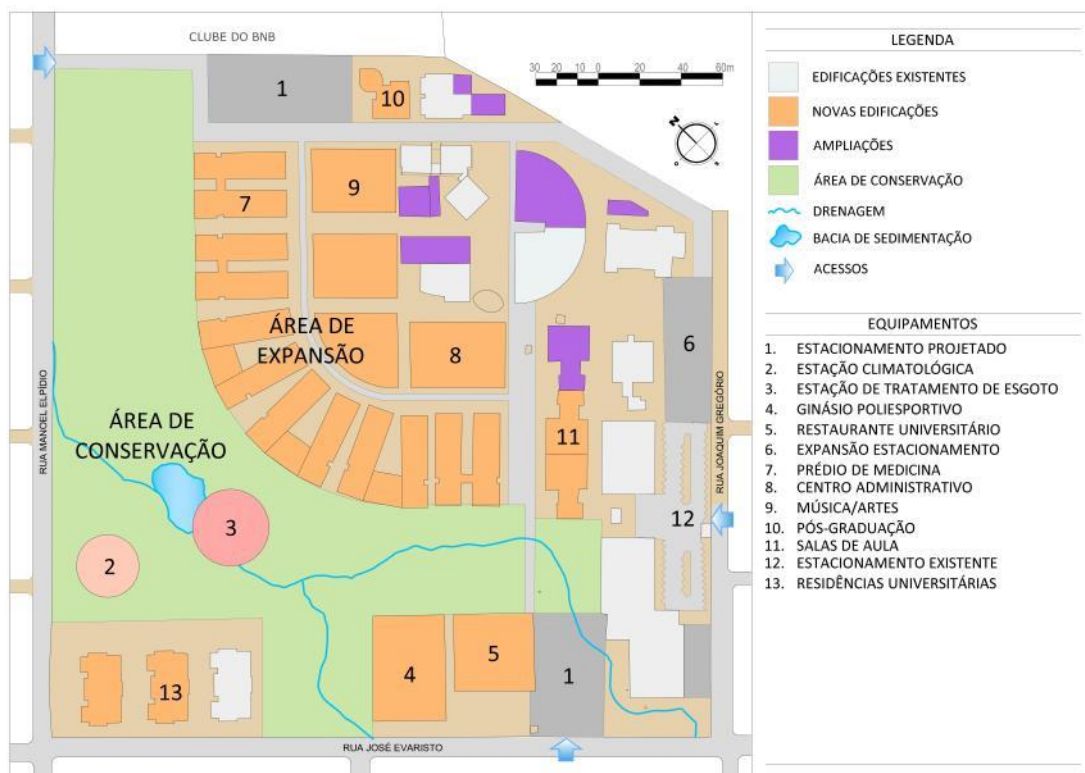 CLUBE DO BNB
30 20 10 0 60m
N
L
O
S
1
10
7
9
ÁREA DE
EXPANSÃO
8
6
11
12
ÁREA DE
CONSERVAÇÃO
3
2
13
4
5
1
RUA MANOEL ELPÍDIO
RUA JOAQUIM GREGÓRIO
RUA JOSÉ EVARISTO
LEGENDA
EDIFICAÇÕES EXISTENTES
NOVAS EDIFICAÇÕES
AMPLIAÇÕES
ÁREA DE CONSERVAÇÃO
DRENAGEM
BACIA DE SEDIMENTAÇÃO
ACESSOS
EQUIPAMENTOS
1. ESTACIONAMENTO PROJETADO
2. ESTAÇÃO CLIMATOLÓGICA
3. ESTAÇÃO DE TRATAMENTO DE ESGOTO
4. GINÁSIO POLIESPORTIVO
5. RESTAURANTE UNIVERSITÁRIO
6. EXPANSÃO ESTACIONAMENTO
7. PRÉDIO DE MEDICINA
8. CENTRO ADMINISTRATIVO
9. MÚSICA/ARTES
10. PÓS-GRADUAÇÃO
11. SALAS DE AULA
12. ESTACIONAMENTO EXISTENTE
13. RESIDÊNCIAS UNIVERSITÁRIAS